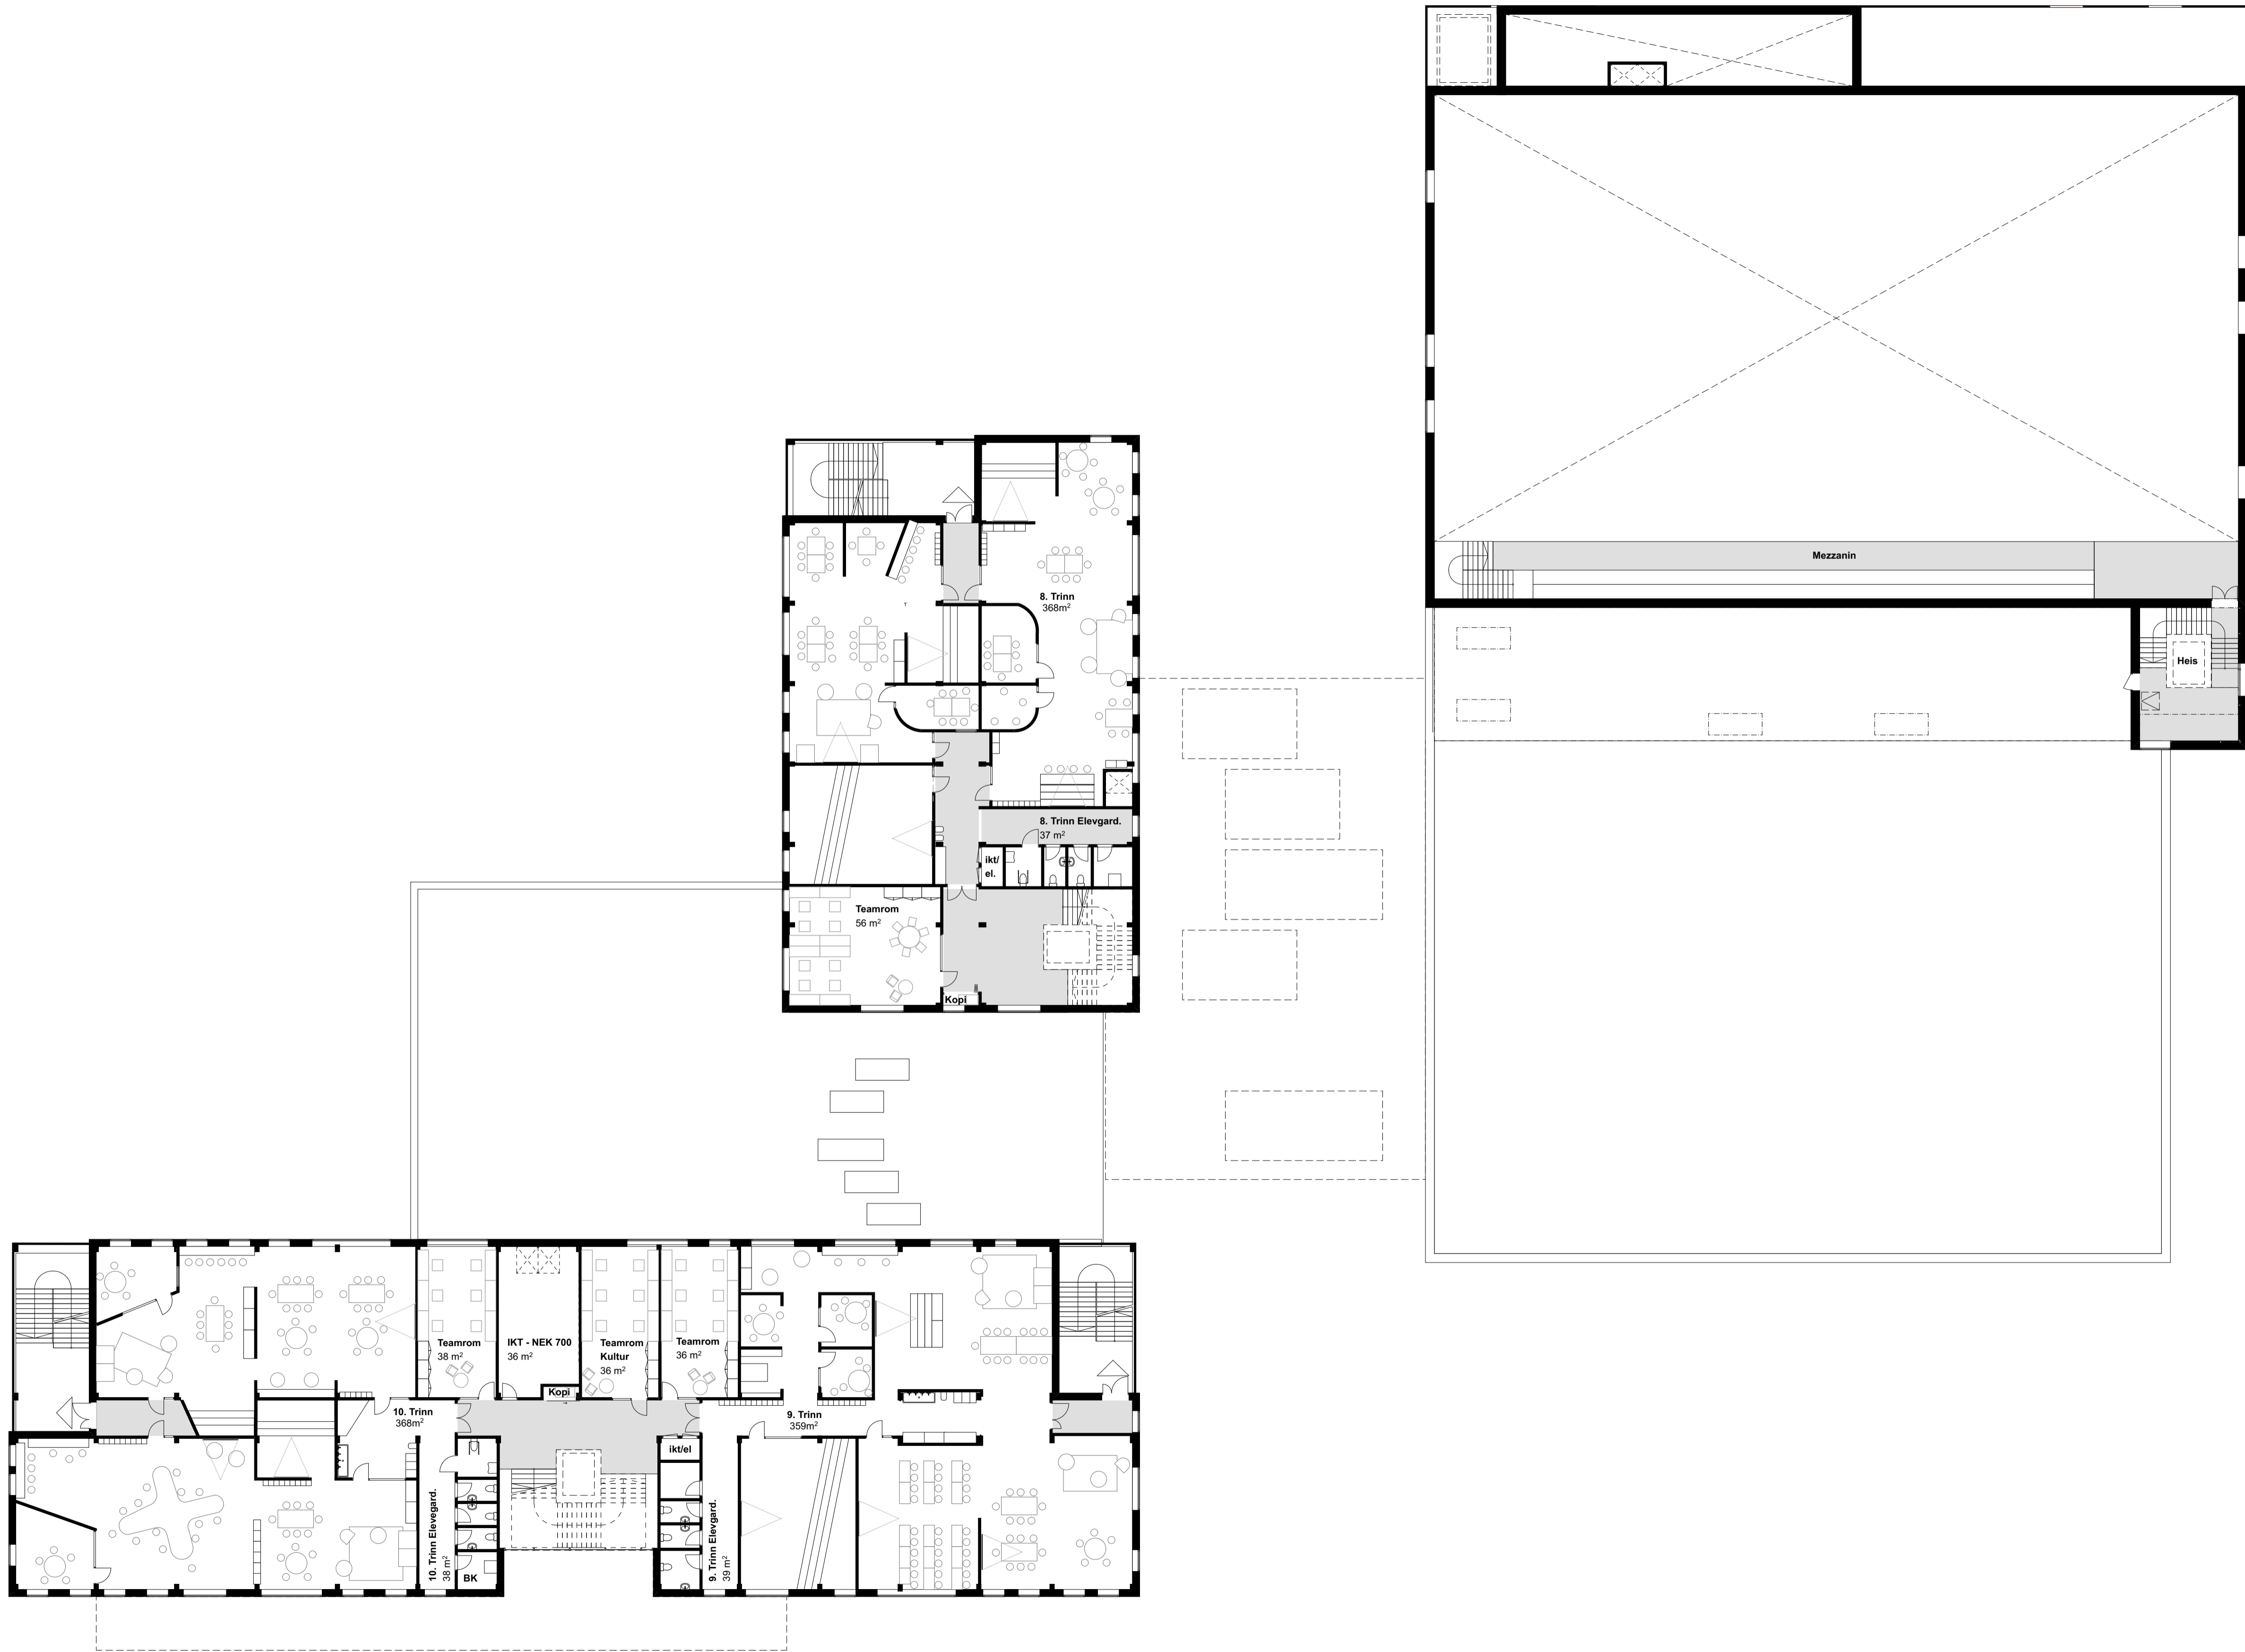 Mezzanin
8. Trinn
368m²
Heis
8. Trinn Elevgard.
37 m²
ikt/
el.
Teamrom
56 m²
Kopi
Teamrom
38 m²
IKT - NEK 700
36 m²
Teamrom
Kultur
36 m²
Teamrom
36 m²
Kopi
10. Trinn
368m²
9. Trinn
359m²
ikt/el
10. Trinn Elevegard.
38 m²
BK
9. Trinn Elevgard.
39 m²